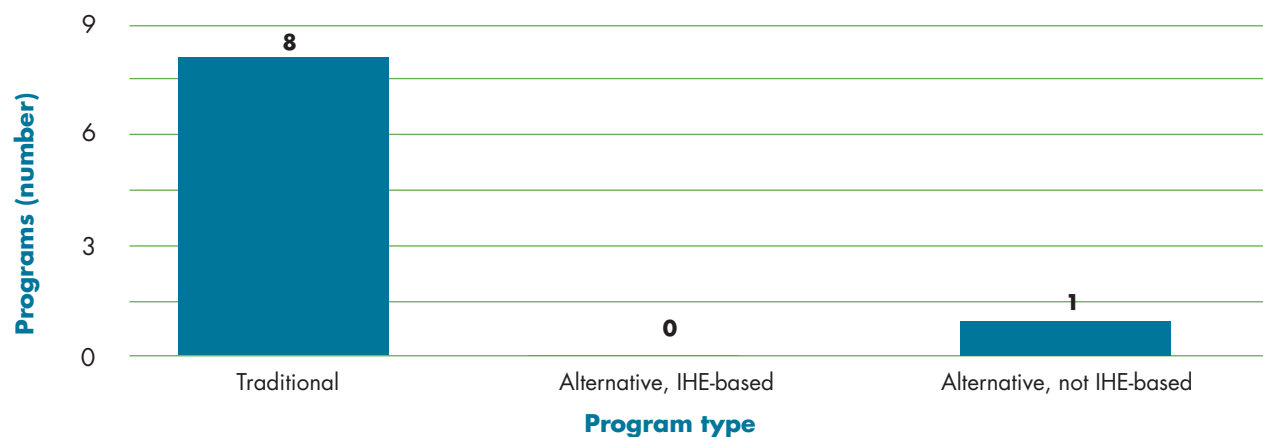 9
8
6
Programs (number)
3
1
0
0
Traditional
Alternative, IHE-based
Alternative, not IHE-based
Program type